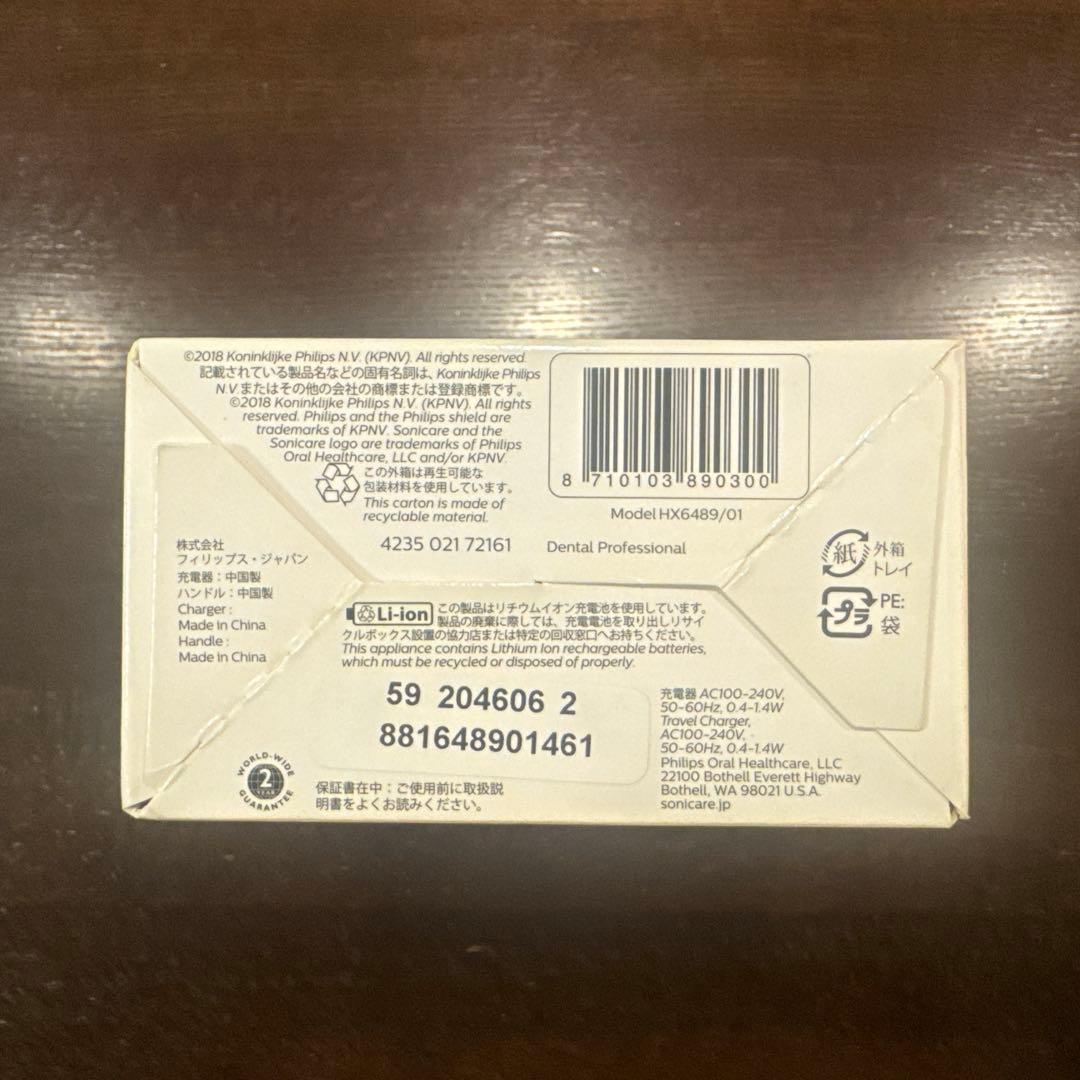 ©2018 Koninklijke Philips N.V. (KPNV). All rights reserved.
記載されている製品名などの固有名詞は、Koninklijke Philips
N.V.またはその他の会社の商標または登録商標です。
©2018 Koninklijke Philips N.V. (KPNV). All rights
reserved. Philips and the Philips shield are
trademarks of KPNV. Sonicare and the
Sonicare logo are trademarks of Philips
Oral Healthcare, LLC and/or KPNV.
この外箱は再生可能な
包装材料を使用しています。
This carton is made of
recyclable material.
4235 021 72161
8 710103 890300
Model HX6489/01
Dental Professional
紙 外箱
トレイ
プラ PE:
袋
株式会社
フィリップス・ジャパン
充電器：中国製
ハンドル：中国製
Charger :
Made in China
Handle :
Made in China
Li-ion この製品はリチウムイオン充電池を使用しています。
製品の廃棄に際しては、充電電池を取り出しリサイ
クルボックス設置の協力店または特定の回収窓口へお持ちください。
This appliance contains Lithium Ion rechargeable batteries,
which must be recycled or disposed of properly.
59 204606 2
881648901461
WORLD-WIDE
2
YEAR
GUARANTEE
保証書在中：ご使用前に取扱説
明書をよくお読みください。
充電器 AC100-240V,
50-60Hz, 0.4-1.4W
Travel Charger,
AC100-240V,
50-60Hz, 0.4-1.4W
Philips Oral Healthcare, LLC
22100 Bothell Everett Highway
Bothell, WA 98021 U.S.A.
sonicare.jp